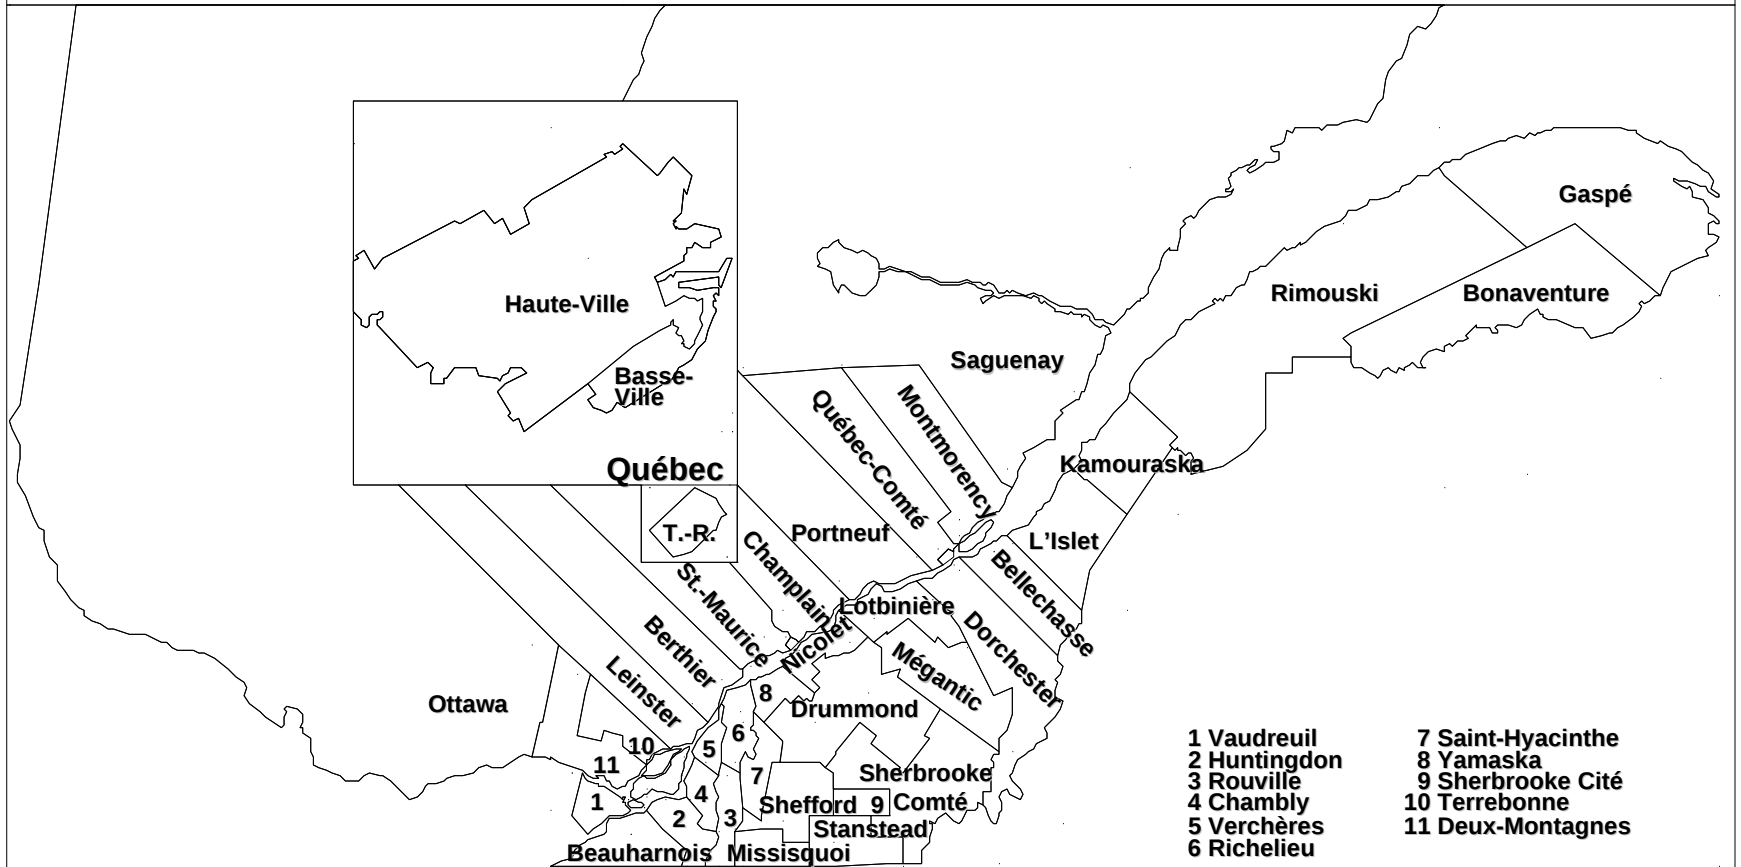 Gaspé
Rimouski
Bonaventure
Haute-Ville
Saguenay
Basse-
Ville
Québec-Comté
Montmorency
Kamouraska
Québec
T.-R.
Champlain
Portneuf
L’Islet
Bellechasse
St.-Maurice
Lotbinière
Nicolet
Dorchester
Berthier
Mégantic
Leinster
Ottawa
8
Drummond
6
10
5
11
7
Sherbrooke
Comté
1
4
Shefford
9
2
3
Stanstead
Beauharnois
Missisquoi
1 Vaudreuil
2 Huntingdon
3 Rouville
4 Chambly
5 Verchères
6 Richelieu
7 Saint-Hyacinthe
8 Yamaska
9 Sherbrooke Cité
10 Terrebonne
11 Deux-Montagnes